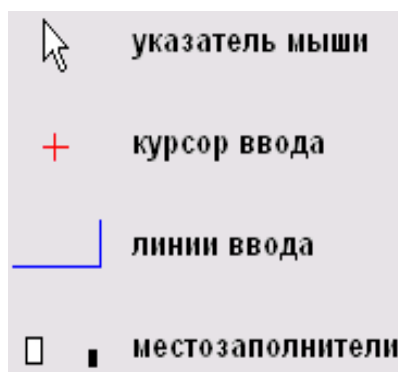 указатель мыши
курсор ввода
линии ввода
местозаполнители